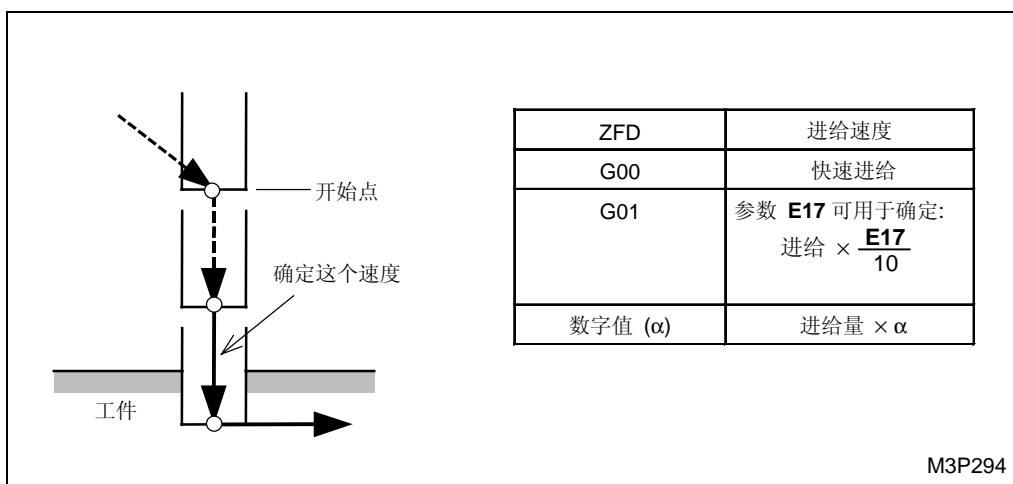 开始点
确定这个速度
工件
ZFD 进给速度
G00 快速进给
G01 参数 E17 可用于确定:
进给 × E17
10
数字值 (α) 进给量 × α
M3P294